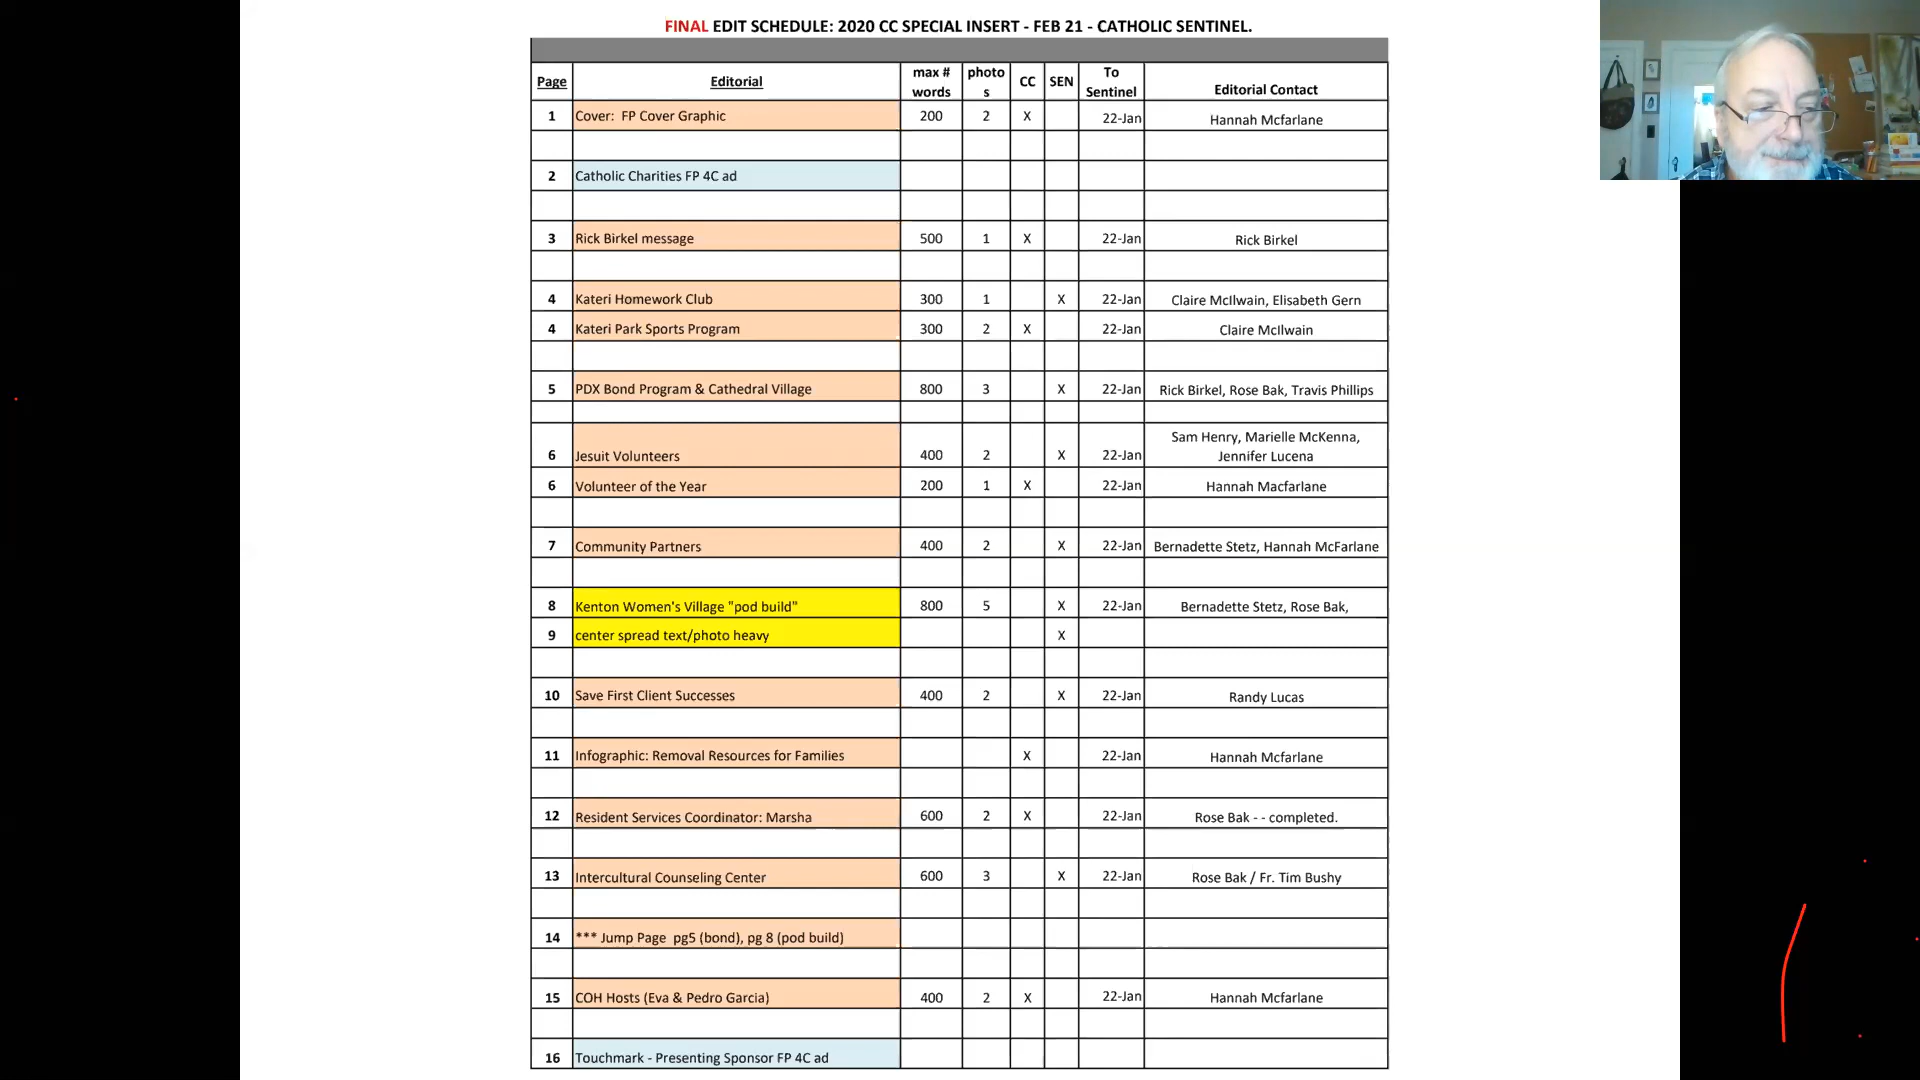 FINAL EDIT SCHEDULE: 2020 CC SPECIAL INSERT - FEB 21 - CATHOLIC SENTINEL.
Page Editorial max # words photos CC SEN To Sentinel Editorial Contact
1 Cover: FP Cover Graphic 200 2 X 22-Jan Hannah Mcfarlane
2 Catholic Charities FP 4C ad
3 Rick Birkel message 500 1 X 22-Jan Rick Birkel
4 Kateri Homework Club 300 1 X 22-Jan Claire McIlwain, Elisabeth Gern
4 Kateri Park Sports Program 300 2 X 22-Jan Claire McIlwain
5 PDX Bond Program & Cathedral Village 800 3 X 22-Jan Rick Birkel, Rose Bak, Travis Phillips
6 Jesuit Volunteers 400 2 X 22-Jan Sam Henry, Marielle McKenna, Jennifer Lucena
6 Volunteer of the Year 200 1 X 22-Jan Hannah Macfarlane
7 Community Partners 400 2 X 22-Jan Bernadette Stetz, Hannah McFarlane
8 Kenton Women's Village "pod build" 800 5 X 22-Jan Bernadette Stetz, Rose Bak,
9 center spread text/photo heavy X
10 Save First Client Successes 400 2 X 22-Jan Randy Lucas
11 Infographic: Removal Resources for Families X 22-Jan Hannah Mcfarlane
12 Resident Services Coordinator: Marsha 600 2 X 22-Jan Rose Bak - - completed.
13 Intercultural Counseling Center 600 3 X 22-Jan Rose Bak / Fr. Tim Bushy
14 *** Jump Page pg5 (bond), pg 8 (pod build)
15 COH Hosts (Eva & Pedro Garcia) 400 2 X 22-Jan Hannah Mcfarlane
16 Touchmark - Presenting Sponsor FP 4C ad